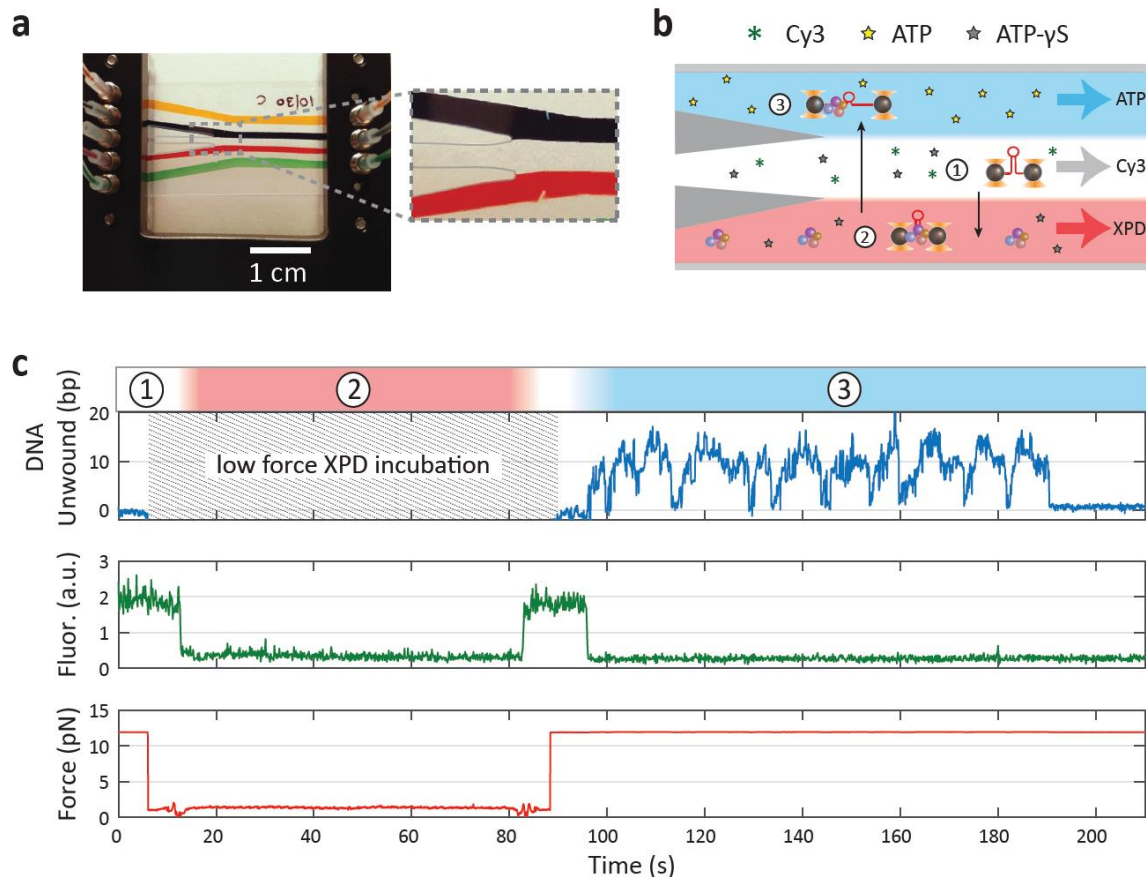 a
10/30 C
1 cm
b
Cy3 ATP ATP-γS
③ ATP
① Cy3
② XPD
c
① ② ③
DNA
Unwound (bp)
20
10
0
low force XPD incubation
Fluor. (a.u.)
3
2
1
0
Force (pN)
15
10
5
0
0 20 40 60 80 100 120 140 160 180 200
Time (s)